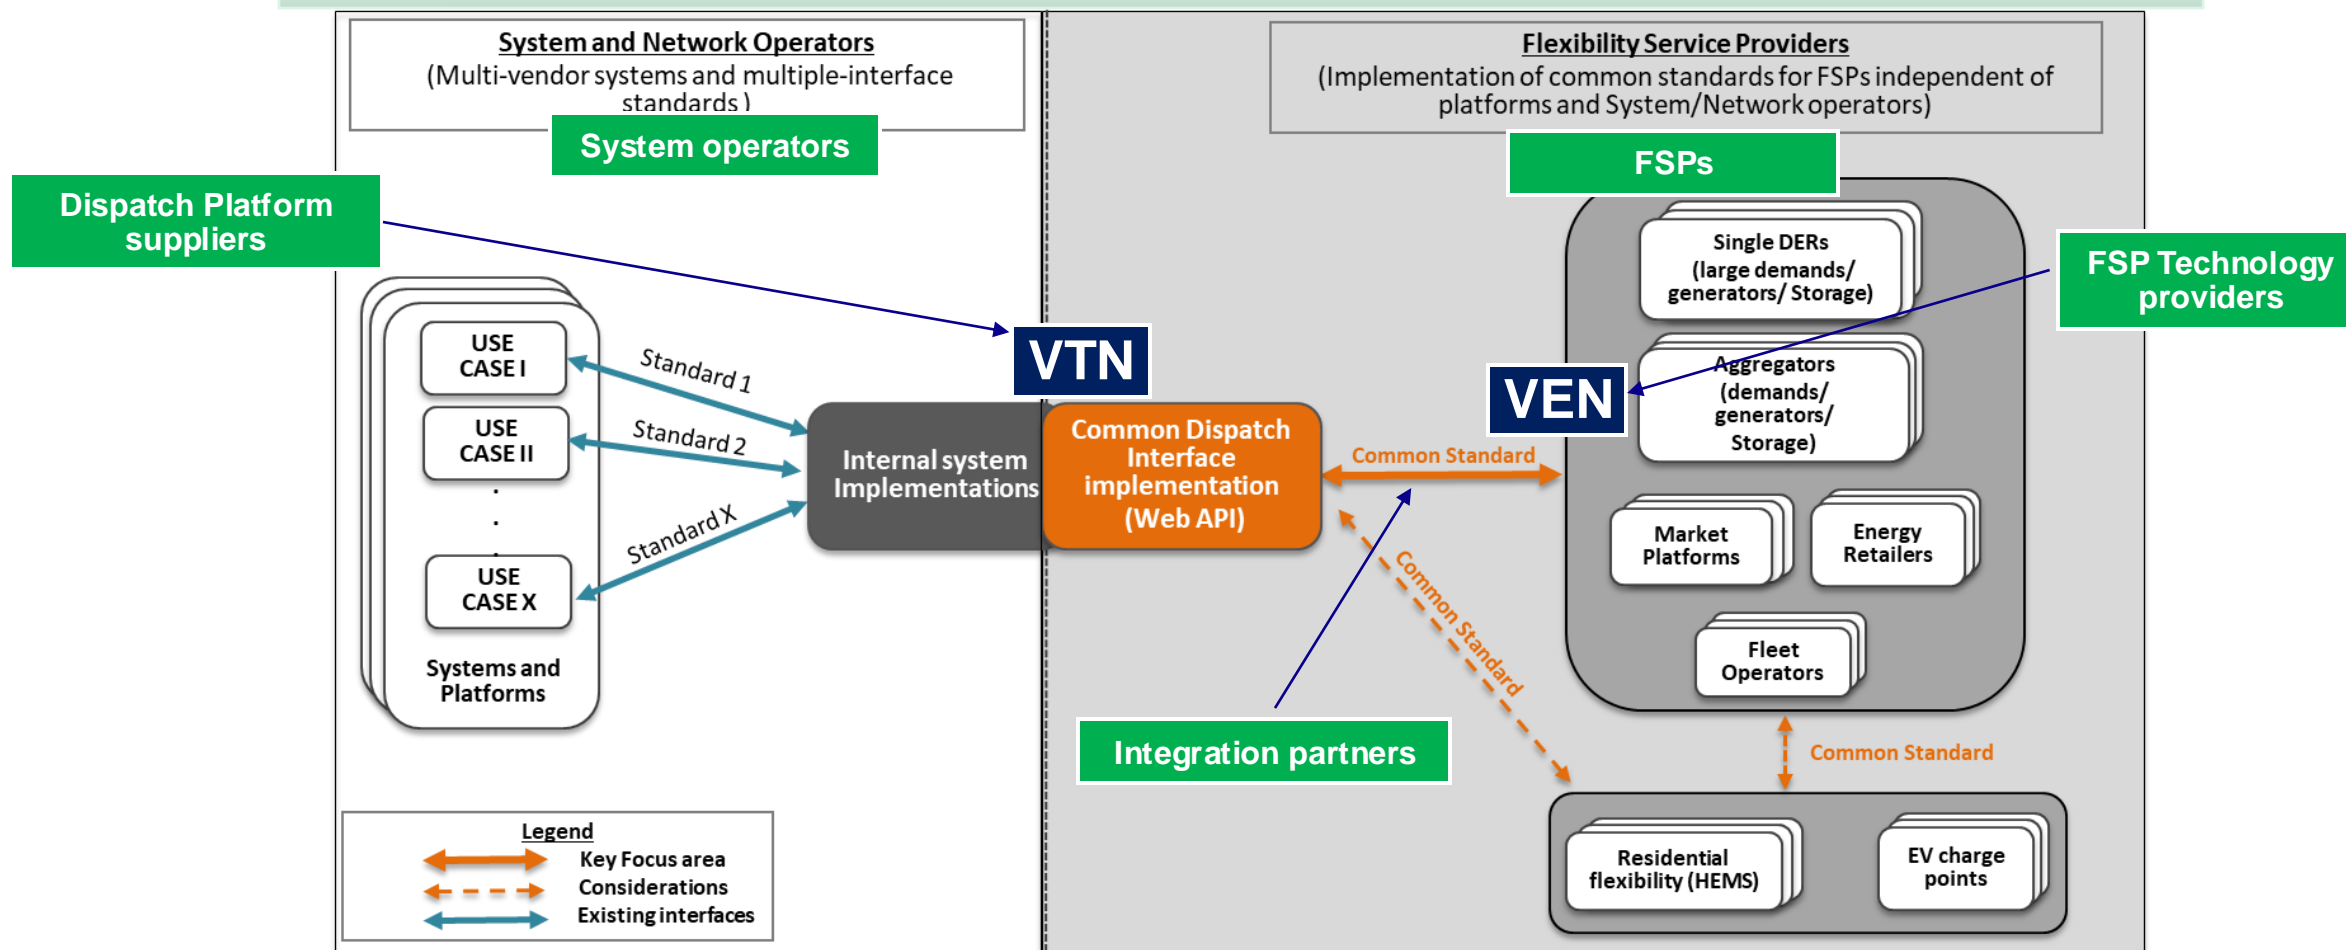 System and Network Operators
(Multi-vendor systems and multiple-interface
standards )
System operators
Dispatch Platform
suppliers
USE
CASE I
USE
CASE II
.
.
.
USE
CASE X
Systems and
Platforms
Standard 1
Standard 2
Standard X
Internal system
Implementations
VTN
Common Dispatch
Interface
implementation
(Web API)
Flexibility Service Providers
(Implementation of common standards for FSPs independent of
platforms and System/Network operators)
FSPs
Single DERs
(large demands/
generators/ Storage)
FSP Technology
providers
VEN
Aggregators
(demands/
generators/
Storage)
Common Standard
Market
Platforms
Energy
Retailers
Fleet
Operators
Common Standard
Integration partners
Common Standard
Residential
flexibility (HEMS)
EV charge
points
Legend
Key Focus area
Considerations
Existing interfaces